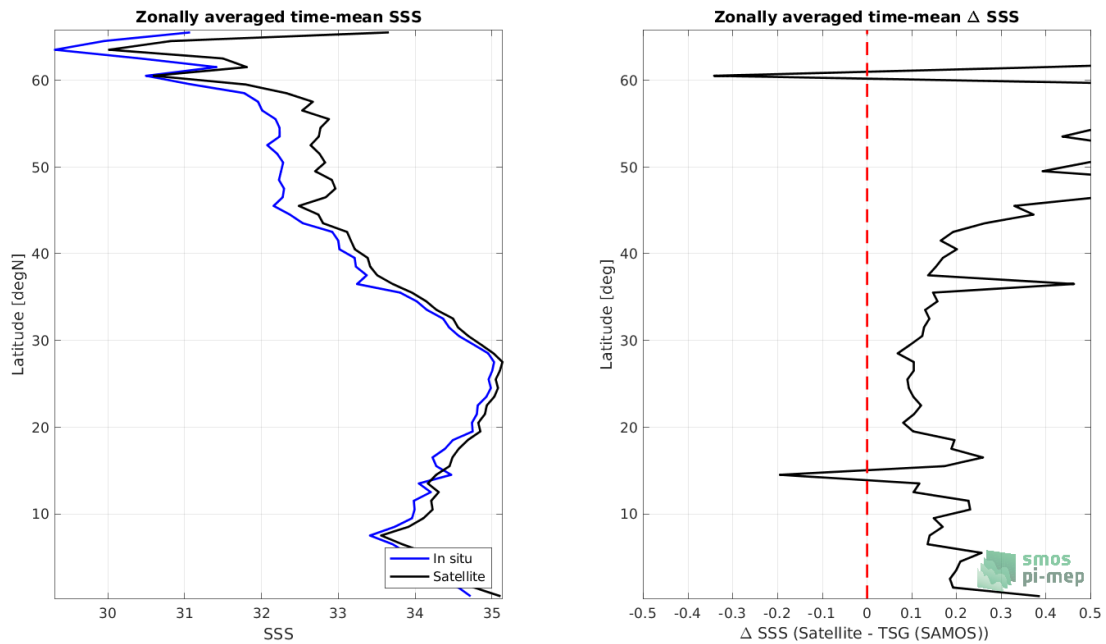 Zonally averaged time-mean SSS
60
50
40
30
20
10
Latitude [degN]
30
31
32
33
34
35
SSS
In situ
Satellite
Zonally averaged time-mean Δ SSS
60
50
40
30
20
10
Latitude [deg]
-0.5
-0.4
-0.3
-0.2
-0.1
0
0.1
0.2
0.3
0.4
0.5
Δ SSS (Satellite - TSG (SAMOS))
smos
pi-mep